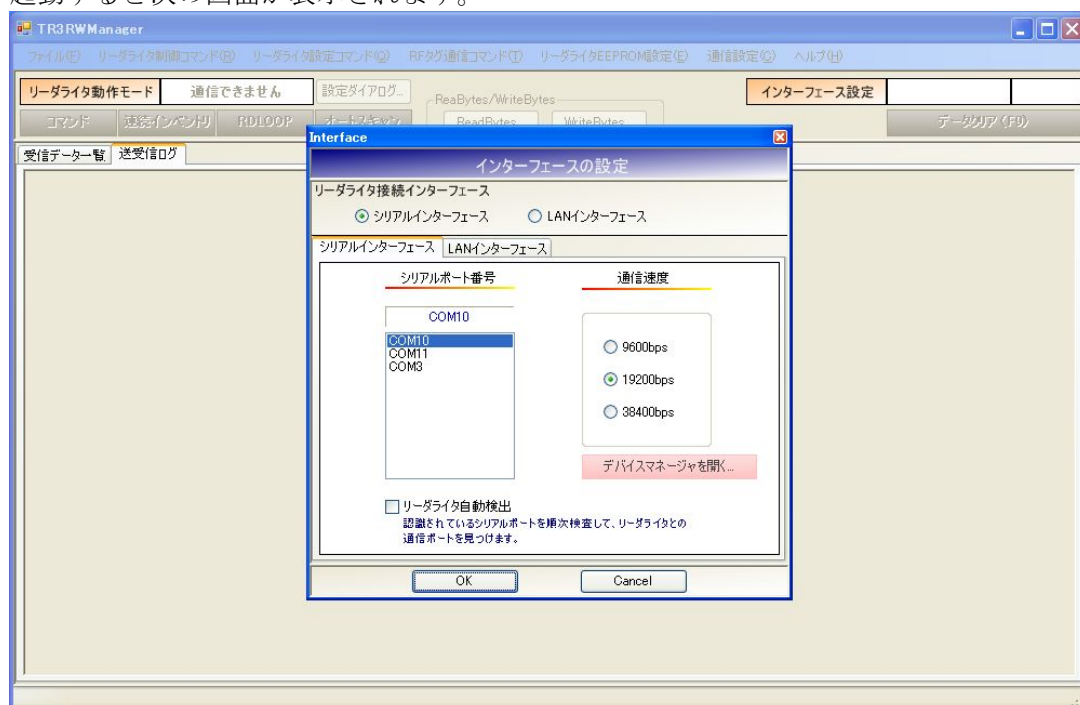 起動すると次の画面が表示されます。
TR3RWManager
ファイル(F) リーダライタ制御コマンド(R) リーダライタ設定コマンド(Q) RFタグ通信コマンド(T) リーダライタEEPROM設定(E) 通信設定(C) ヘルプ(H)
リーダライタ動作モード 通信できません 設定ダイアログ... ReaBytes/WriteBytes インターフェース設定
コマンド 連続インベントリ RDLOOP オートスキャン ReadBytes WriteBytes データクリア(F9)
受信データ一覧 送受信ログ
Interface
インターフェースの設定
リーダライタ接続インターフェース
シリアルインターフェース LANインターフェース
シリアルインターフェース LANインターフェース
シリアルポート番号 通信速度
COM10
COM10
COM11
COM3
9600bps
19200bps
38400bps
デバイスマネージャを開く...
リーダライタ自動検出
認識されているシリアルポートを順次検査して、リーダライタとの
通信ポートを見つけます。
OK Cancel